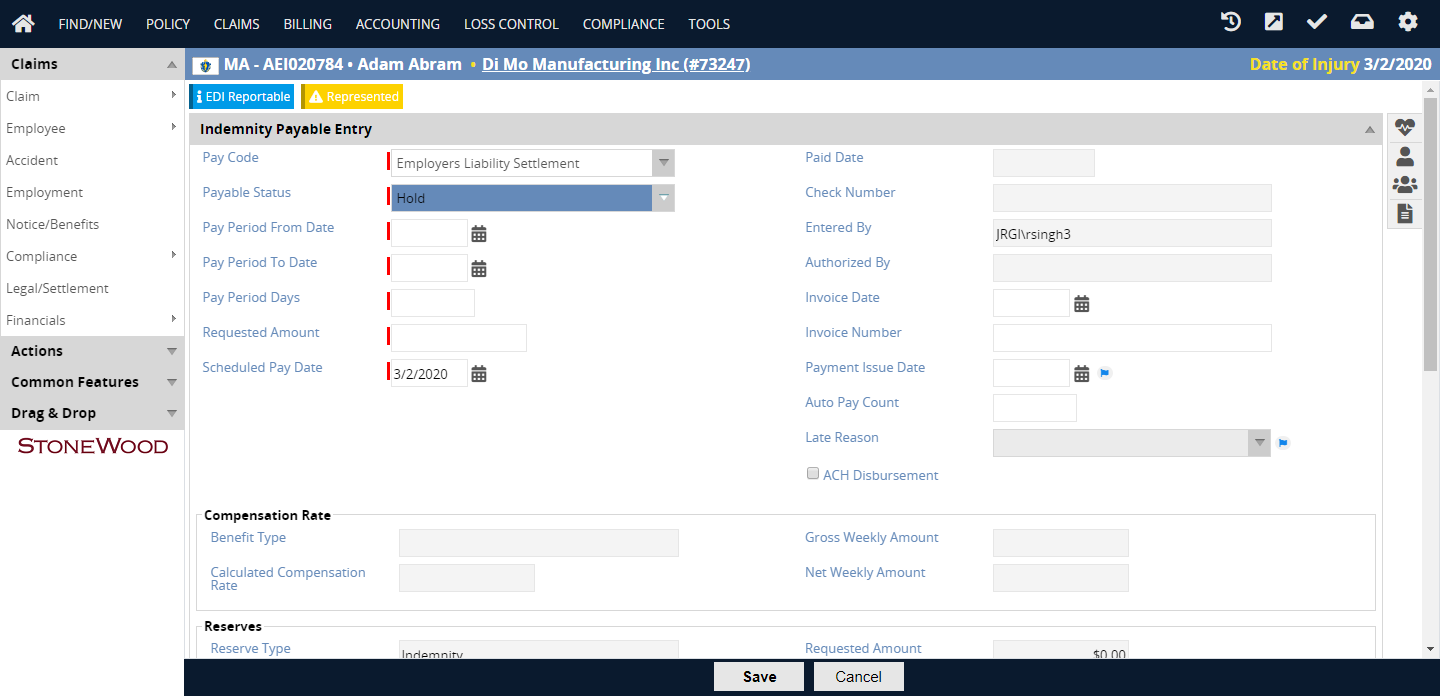 FIND/NEW POLICY CLAIMS BILLING ACCOUNTING LOSS CONTROL COMPLIANCE TOOLS
Claims
MA - AEI020784 • Adam Abram • Di Mo Manufacturing Inc (#73247) Date of Injury 3/2/2020
Claim
Employee
Accident
Employment
Notice/Benefits
Compliance
Legal/Settlement
Financials
Actions
Common Features
Drag & Drop
STONEWOOD
EDI Reportable Represented
Indemnity Payable Entry
Pay Code Employers Liability Settlement
Payable Status Hold
Pay Period From Date
Pay Period To Date
Pay Period Days
Requested Amount
Scheduled Pay Date 3/2/2020
Paid Date
Check Number
Entered By JRGI\rsingh3
Authorized By
Invoice Date
Invoice Number
Payment Issue Date
Auto Pay Count
Late Reason
ACH Disbursement
Compensation Rate
Benefit Type
Calculated Compensation
Rate
Gross Weekly Amount
Net Weekly Amount
Reserves
Reserve Type Indemnity
Requested Amount $0.00
Save Cancel